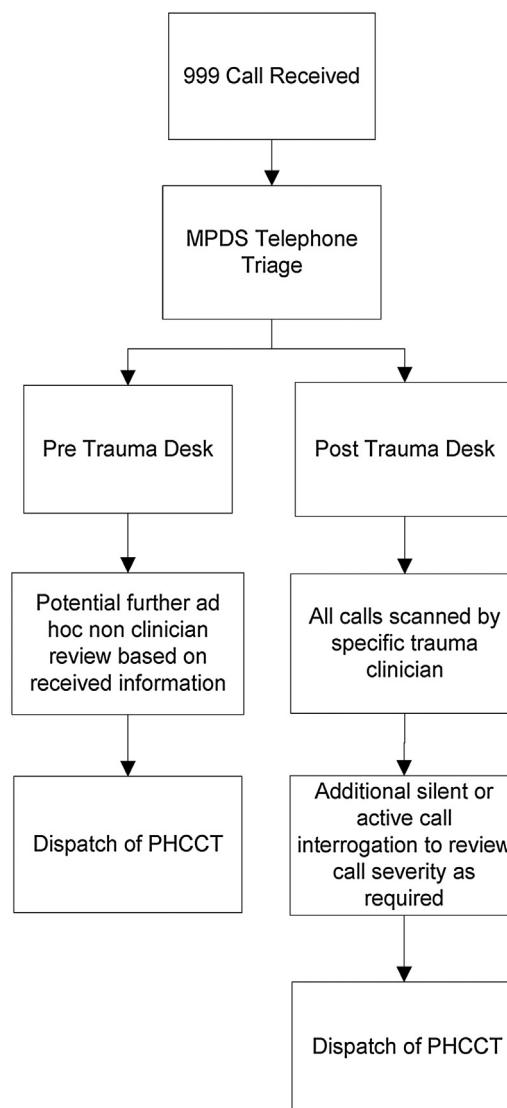 999 Call Received
MPDS Telephone
Triage
Pre Trauma Desk
Post Trauma Desk
Potential further ad
hoc non clinician
review based on
received information
All calls scanned by
specific trauma
clinician
Dispatch of PHCCT
Additional silent or
active call
interrogation to review
call severity as
required
Dispatch of PHCCT